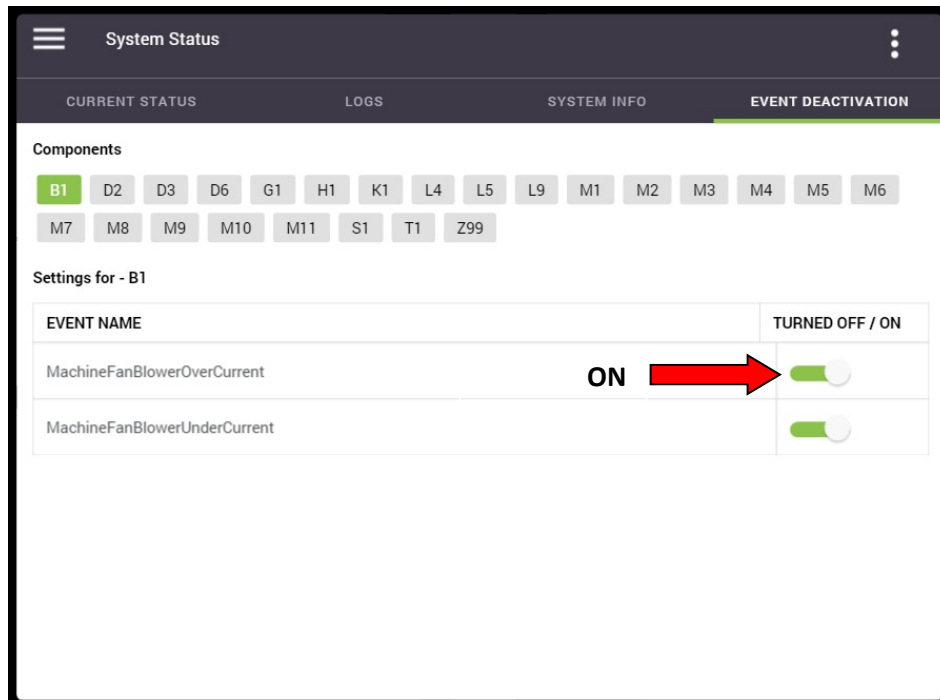 System Status
CURRENT STATUS LOGS SYSTEM INFO EVENT DEACTIVATION
Components
B1 D2 D3 D6 G1 H1 K1 L4 L5 L9 M1 M2 M3 M4 M5 M6
M7 M8 M9 M10 M11 S1 T1 Z99
Settings for - B1
EVENT NAME TURNED OFF / ON
MachineFanBlowerOverCurrent ON
MachineFanBlowerUnderCurrent